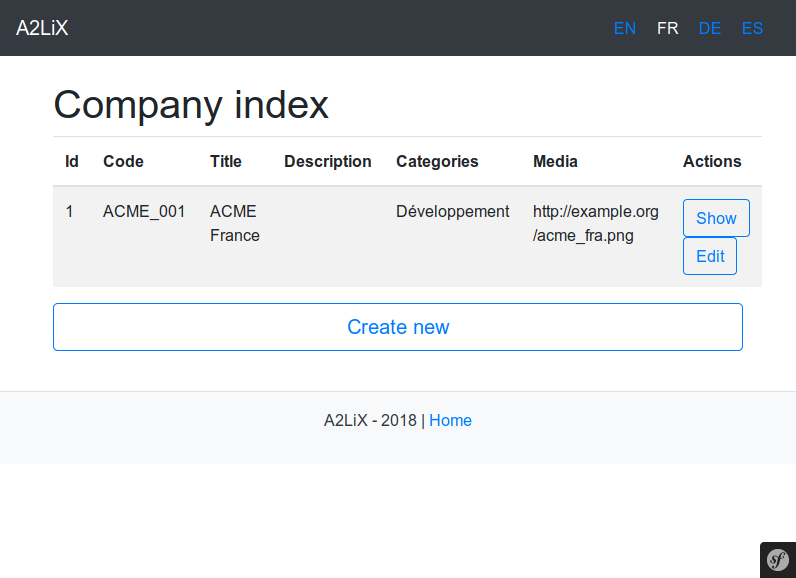 A2LiX EN FR DE ES
Company index
Id Code Title Description Categories Media Actions
1 ACME_001 ACME Développement http://example.org Show
France /acme_fra.png
Edit
Create new
A2LiX - 2018 | Home
sf